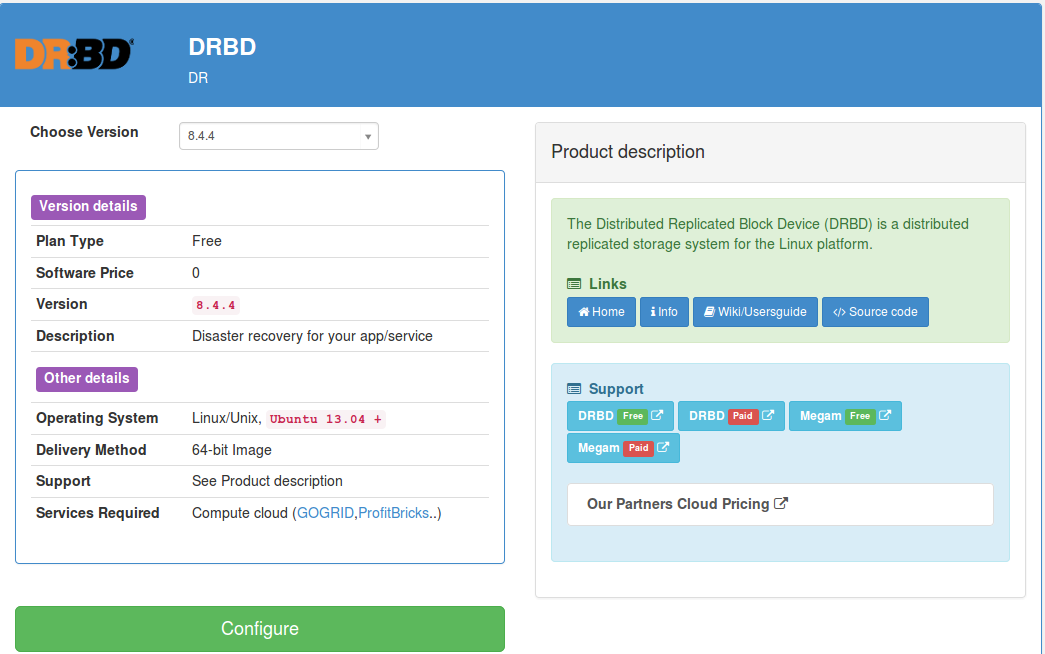 DR:BD
DRBD
DR
Choose Version
8.4.4
Version details
Plan Type Free
Software Price 0
Version 8.4.4
Description Disaster recovery for your app/service
Other details
Operating System Linux/Unix, Ubuntu 13.04 +
Delivery Method 64-bit Image
Support See Product description
Services Required Compute cloud (GOGRID,ProfitBricks..)
Configure
Product description
The Distributed Replicated Block Device (DRBD) is a distributed
replicated storage system for the Linux platform.
Links
Home Info Wiki/Usersguide Source code
Support
DRBD Free DRBD Paid Megam Free
Megam Paid
Our Partners Cloud Pricing